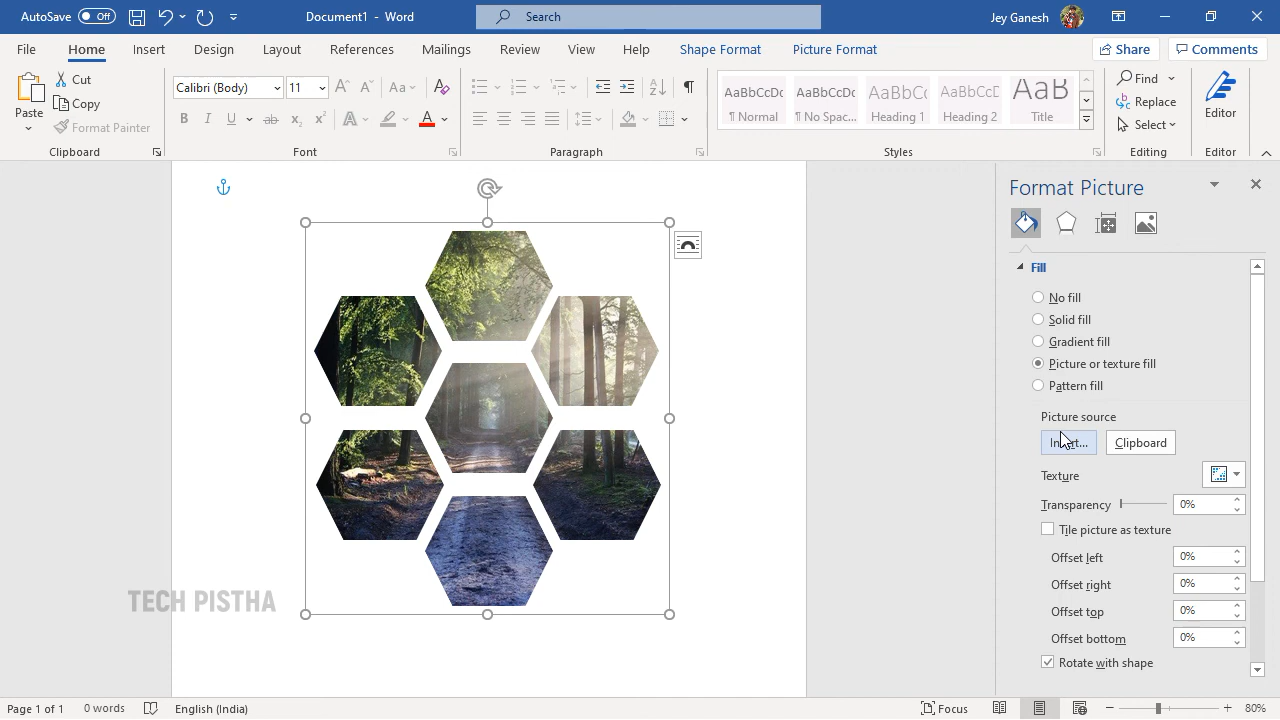 AutoSave Off Document1 - Word Search Jey Ganesh
File Home Insert Design Layout References Mailings Review View Help Shape Format Picture Format Share Comments
Paste Cut Copy Format Painter Clipboard
Calibri (Body) 11 Aa A B I U ab x₂ x² A A Font
Paragraph
AaBbCcDc ¶ Normal AaBbCcDc ¶ No Spac... AaBbCc Heading 1 AaBbCcD Heading 2 AaB Title Styles
Find Replace Select Editing
Editor Editor
Format Picture
Fill
No fill
Solid fill
Gradient fill
Picture or texture fill
Pattern fill
Picture source
Insert... Clipboard
Texture
Transparency 0%
Tile picture as texture
Offset left 0%
Offset right 0%
Offset top 0%
Offset bottom 0%
Rotate with shape
TECH PISTHA
Page 1 of 1 0 words English (India) Focus 80%